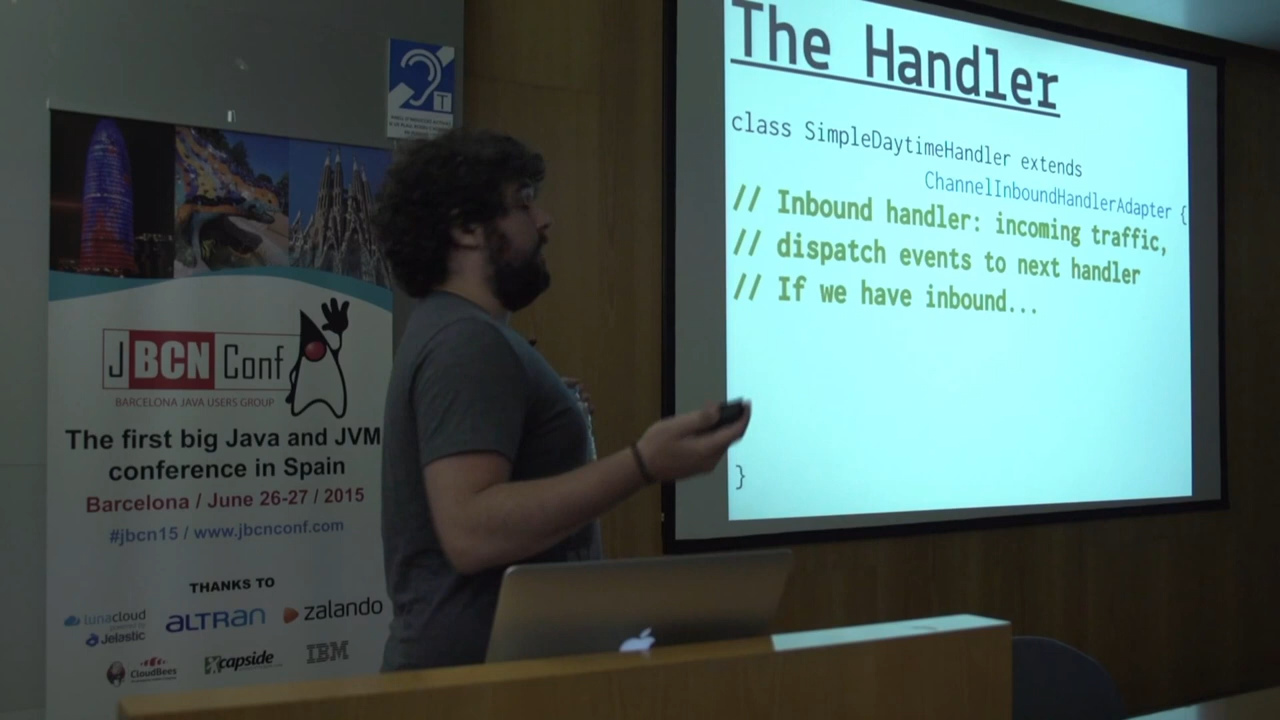 The Handler
class SimpleDaytimeHandler extends
ChannelInboundHandlerAdapter {
// Inbound handler: incoming traffic,
// dispatch events to next handler
// If we have inbound...
}
T
JBCNConf
BARCELONA JAVA USERS GROUP
The first big Java and JVM
conference in Spain
Barcelona / June 26-27 / 2015
#jbcn15 / www.jbcnconf.com
THANKS TO
lunacloud
powered by
Jelastic
ALTRAN
zalando
CloudBees
capside
IBM